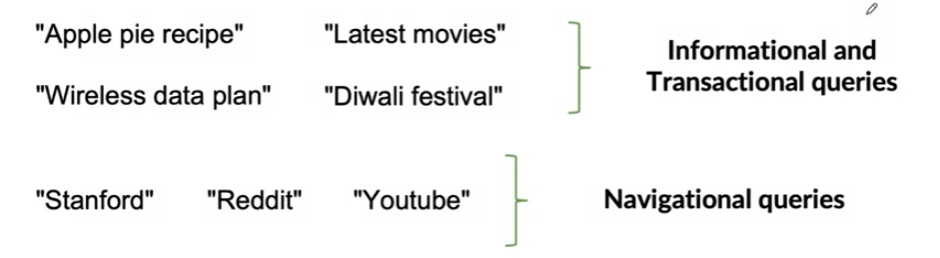 "Apple pie recipe" "Latest movies"
Informational and
Transactional queries
"Wireless data plan" "Diwali festival"
"Stanford" "Reddit" "Youtube" Navigational queries